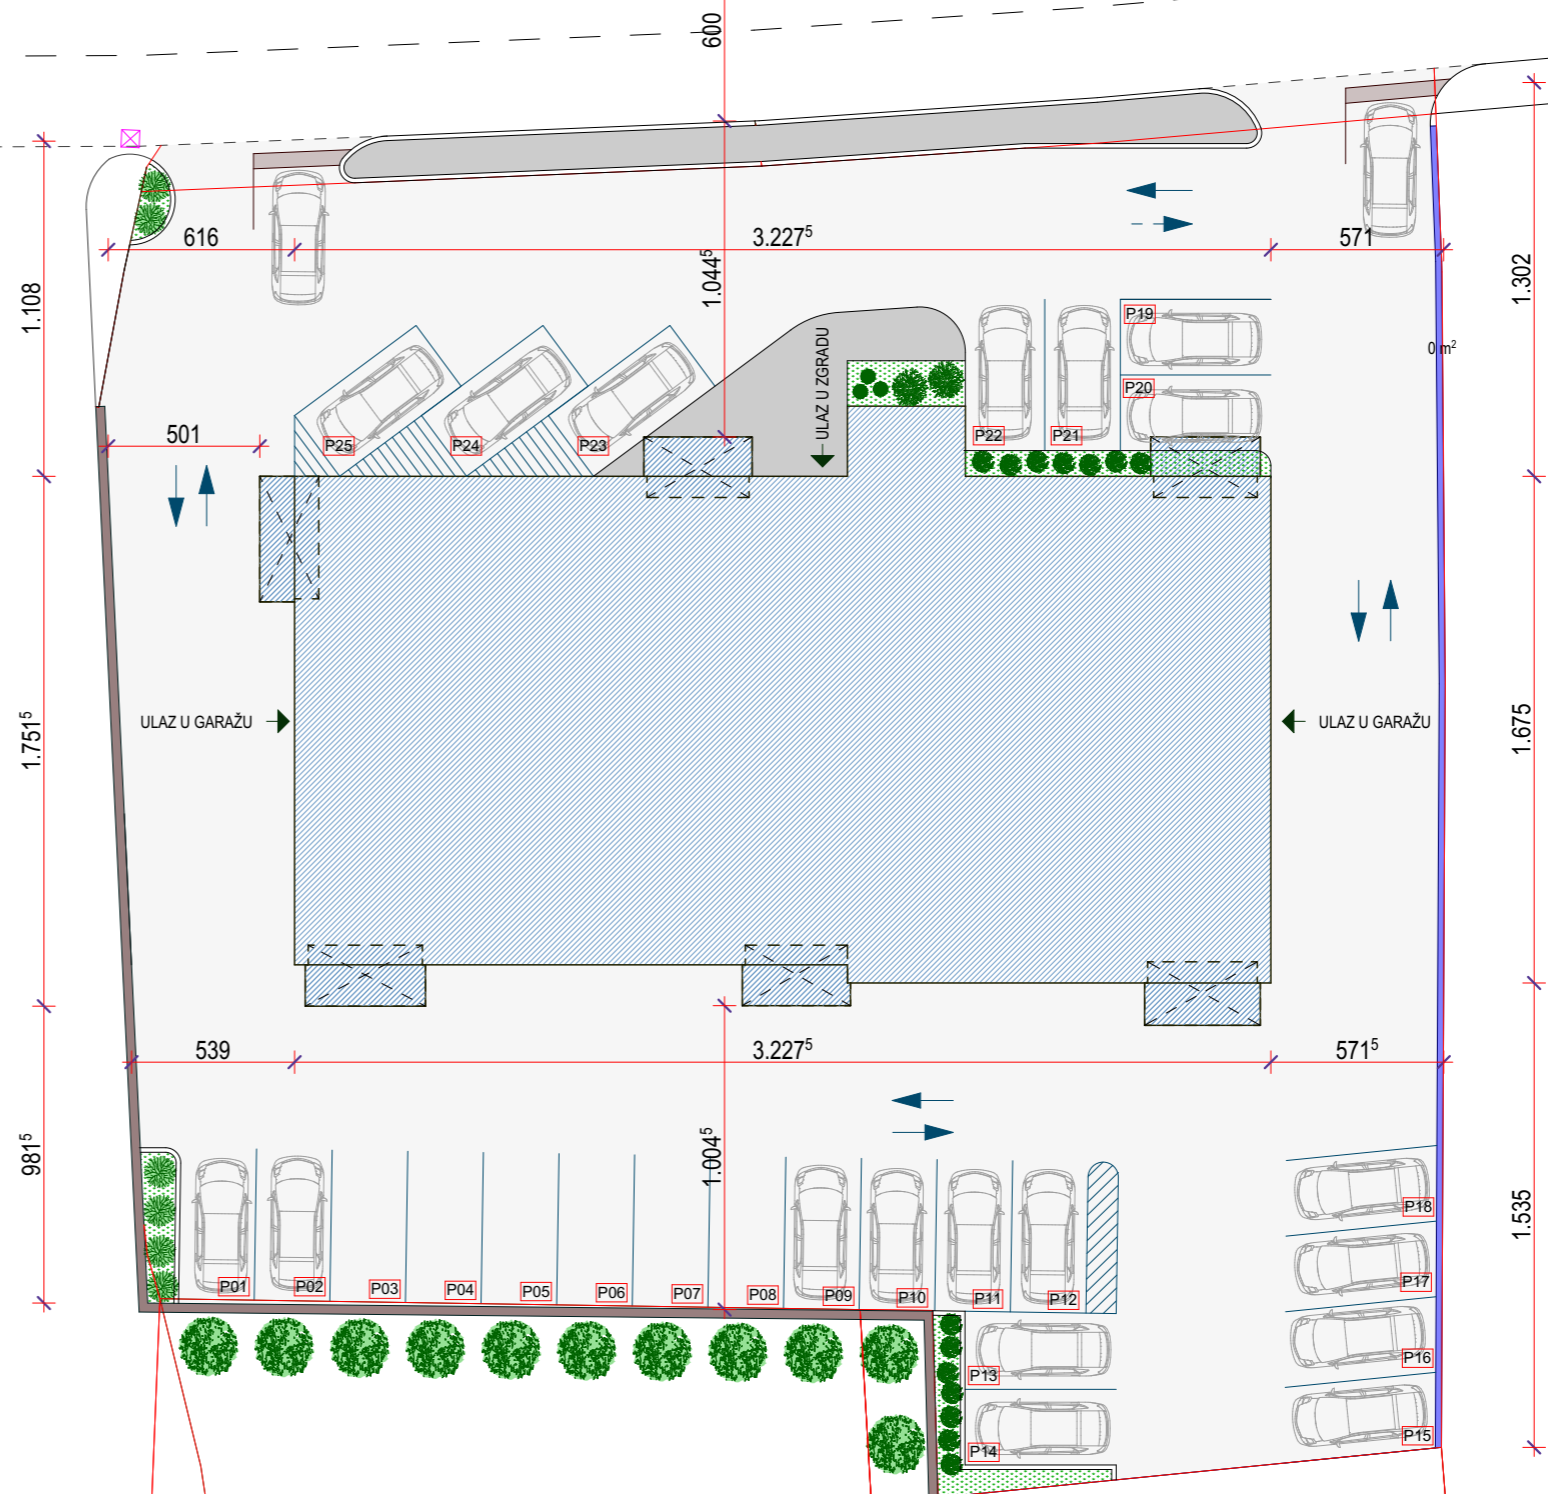 600
616
3.227⁵
571
1.044⁵
1.108
1.302
P19
ULAZ U ZGRADU
0 m²
P20
501
P25
P24
P23
P22
P21
ULAZ U GARAŽU
ULAZ U GARAŽU
1.751⁵
1.675
539
3.227⁵
571⁵
981⁵
1.004⁵
1.535
P18
P17
P01
P02
P03
P04
P05
P06
P07
P08
P09
P10
P11
P12
P16
P13
P15
P14